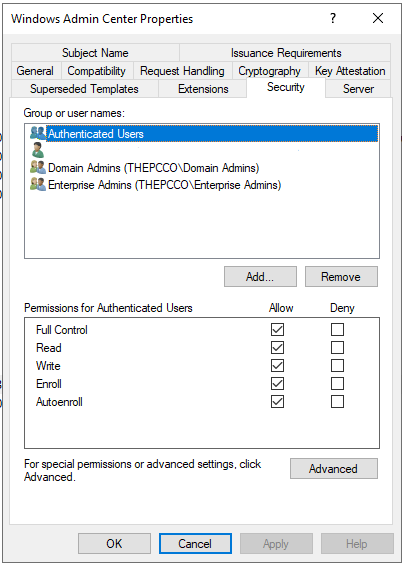 Windows Admin Center Properties
?
Subject Name
Issuance Requirements
General
Compatibility
Request Handling
Cryptography
Key Attestation
Superseded Templates
Extensions
Security
Server
Group or user names:
Authenticated Users
Domain Admins (THEPCCO\Domain Admins)
Enterprise Admins (THEPCCO\Enterprise Admins)
Add...
Remove
Permissions for Authenticated Users
Allow
Deny
Full Control
Read
Write
Enroll
Autoenroll
For special permissions or advanced settings, click
Advanced.
Advanced
OK
Cancel
Apply
Help